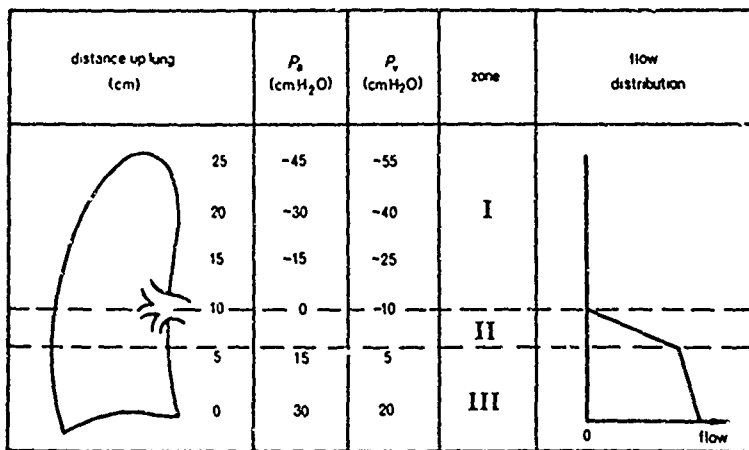 distance up lung
(cm)
Pₐ
(cmH₂O)
Pᵥ
(cmH₂O)
zone
flow
distribution
25 -45 -55
20 -30 -40
I
15 -15 -25
10 0 -10
II
5 15 5
0 30 20
III
0 flow